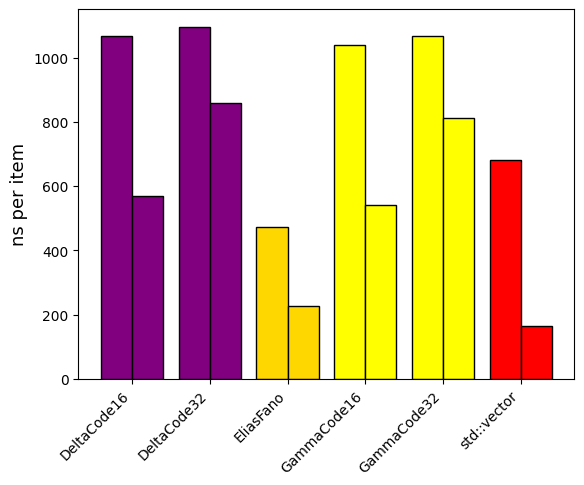 ns per item
1000
800
600
400
200
0
DeltaCode16
DeltaCode32
EliasFano
GammaCode16
GammaCode32
std::vector